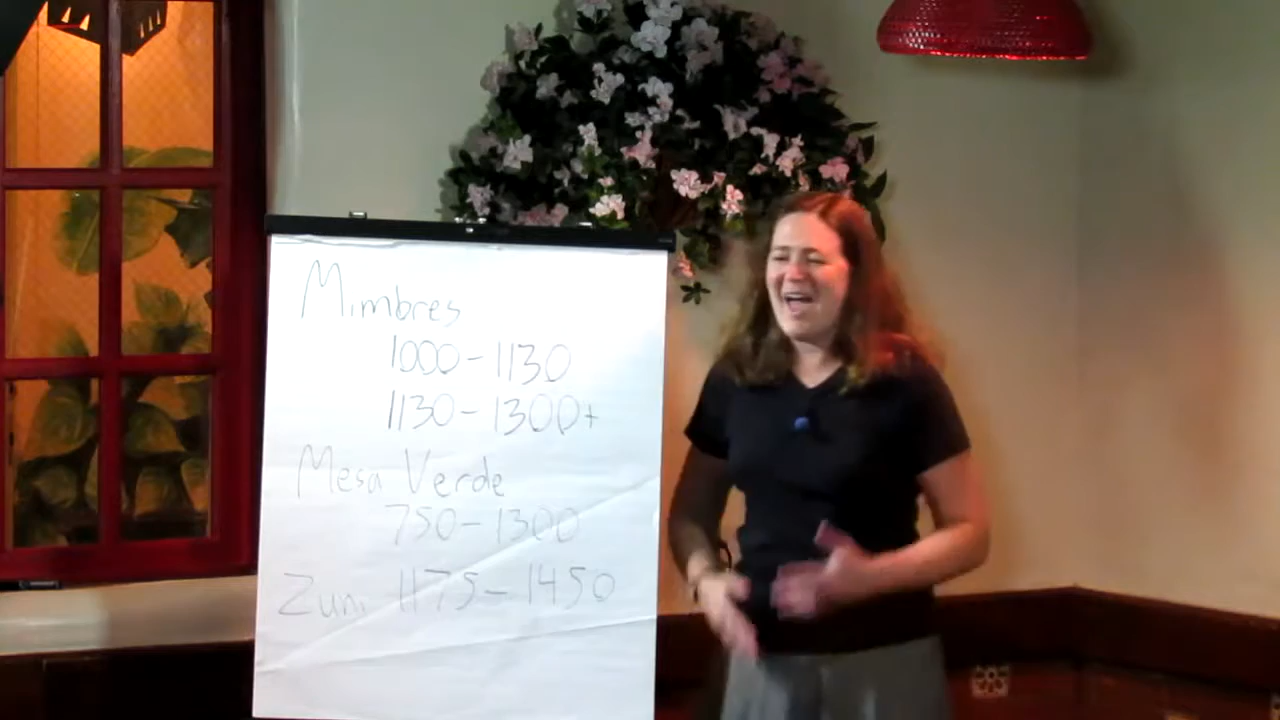 Mimbres
1000-1130
1130-1300+
Mesa Verde
750-1300
Zuni 1175-1450